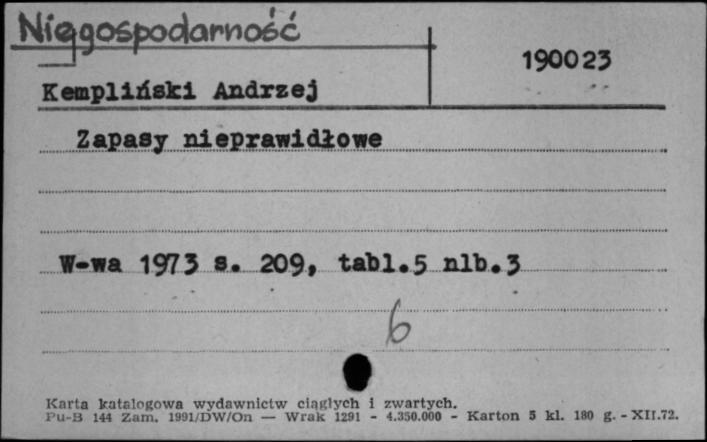 Niegospodarność
190023
Kempliński Andrzej
Zapasy nieprawidłowe
W-wa 1973 s. 209, tabl.5 nlb.3
6
Karta katalogowa wydawnictw ciągłych i zwartych.
Pu-B 144 Zam. 1991/DW/On — Wrak 1291 - 4.350.000 - Karton 5 kl. 180 g. - XII.72.